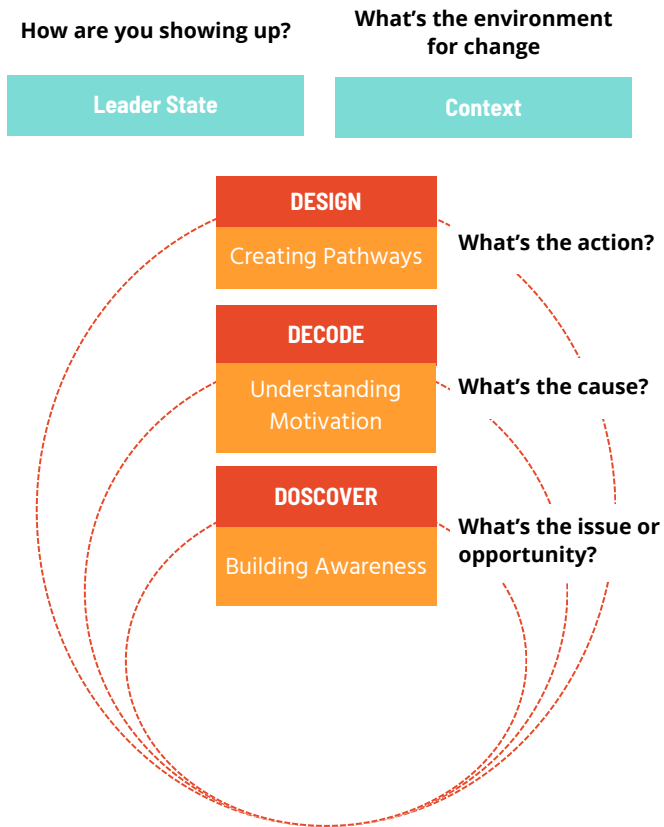 How are you showing up?
What's the environment
for change
Leader State
Context
DESIGN
Creating Pathways
What's the action?
DECODE
Understanding
Motivation
What's the cause?
DOSCOVER
Building Awareness
What's the issue or
opportunity?